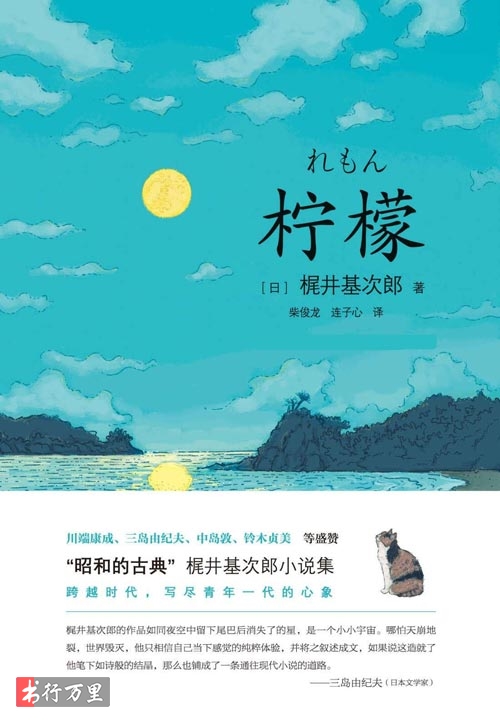 れもん
柠檬
［日］ 梶井基次郎 著
柴俊龙 连子心 译
川端康成、三岛由纪夫、中岛敦、铃木贞美 等盛赞
“昭和的古典”梶井基次郎小说集
跨越时代，写尽青年一代的心象
梶井基次郎的作品如同夜空中留下尾巴后消失了的星，是一个小小宇宙。哪怕天崩地
裂，世界毁灭，他只相信自己当下感觉的纯粹体验，并将之叙述成文，如果说这造就了
他笔下如诗般的结晶，那么也铺成了一条通往现代小说的道路。
——三岛由纪夫（日本文学家）
书行万里